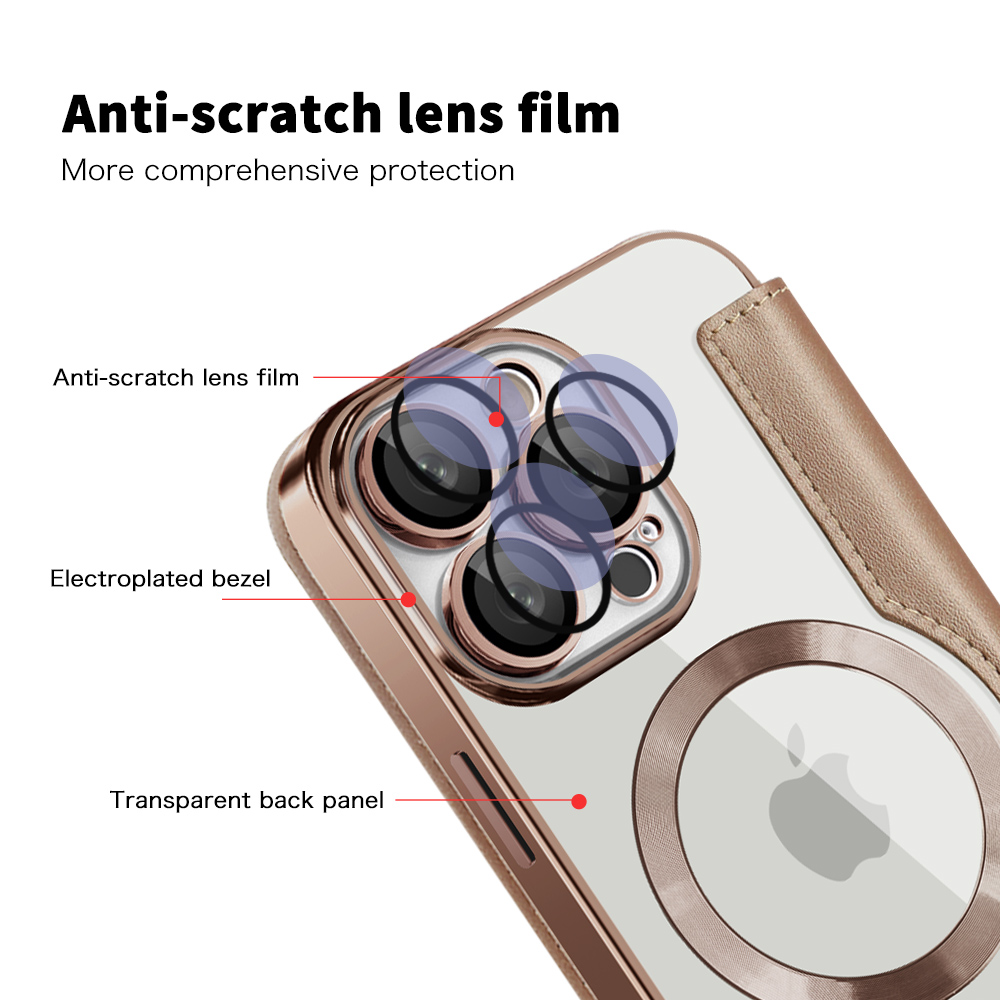 Anti-scratch lens film
More comprehensive protection
Anti-scratch lens film
Electroplated bezel
Transparent back panel